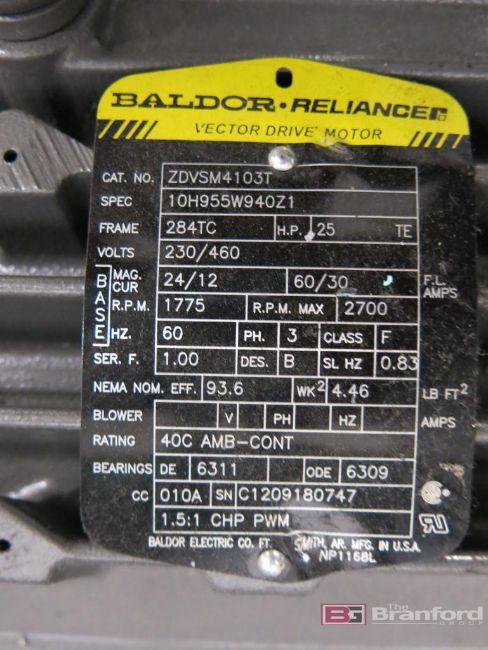 BALDOR • RELIANCE
VECTOR DRIVE MOTOR
CAT. NO. ZDVSM4103T
SPEC 10H955W940Z1
FRAME 284TC H.P. 25 TE
VOLTS 230/460
BASE
MAG. CUR 24/12 60/30 F.L. AMPS
R.P.M. 1775 R.P.M. MAX 2700
HZ. 60 PH. 3 CLASS F
SER. F. 1.00 DES. B SL HZ 0.83
NEMA NOM. EFF. 93.6 WK² 4.46 LB FT²
BLOWER V PH HZ AMPS
RATING 40C AMB-CONT
BEARINGS DE 6311 ODE 6309
CC 010A SN C1209180747
1.5:1 CHP PWM
BALDOR ELECTRIC CO. FT. SMITH, AR. MFG. IN U.S.A.
NP1168L
BG The Branford GROUP